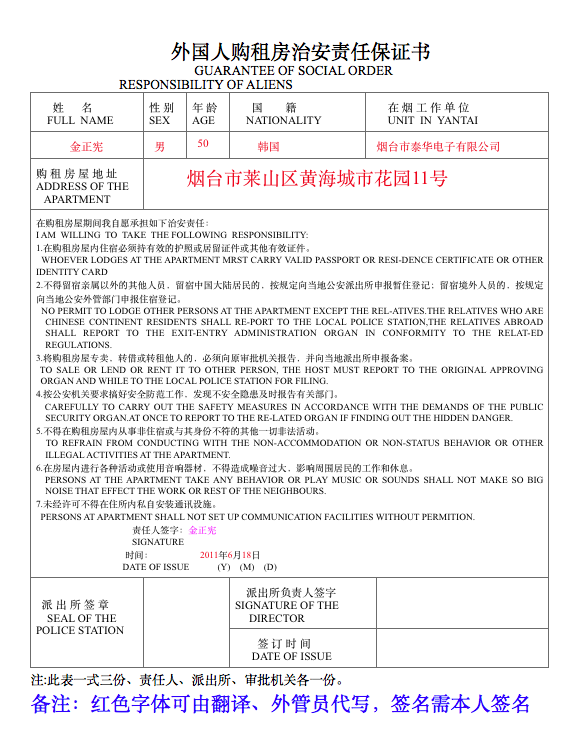 外国人购租房治安责任保证书
GUARANTEE OF SOCIAL ORDER
RESPONSIBILITY OF ALIENS
姓 名 性别 年龄 国 籍 在烟工作单位
FULL NAME SEX AGE NATIONALITY UNIT IN YANTAI
金正宪 男 50 韩国 烟台市泰华电子有限公司
购租房屋地址
ADDRESS OF THE
APARTMENT
烟台市莱山区黄海城市花园11号
在购租房屋期间我自愿承担如下治安责任:
I AM WILLING TO TAKE THE FOLLOWING RESPONSIBILITY:
1.在购租房屋内住宿必须持有效的护照或居留证件或其他有效证件。
WHOEVER LODGES AT THE APARTMENT MRST CARRY VALID PASSPORT OR RESI-DENCE CERTIFICATE OR OTHER
IDENTITY CARD
2.不得留宿亲属以外的其他人员，留宿中国大陆居民的，按规定向当地公安派出所申报暂住登记；留宿境外人员的，按规定
向当地公安外管部门申报住宿登记。
NO PERMIT TO LODGE OTHER PERSONS AT THE APARTMENT EXCEPT THE REL-ATIVES.THE RELATIVES WHO ARE
CHINESE CONTINENT RESIDENTS SHALL RE-PORT TO THE LOCAL POLICE STATION,THE RELATIVES ABROAD
SHALL REPORT TO THE EXIT-ENTRY ADMINISTRATION ORGAN IN CONFORMITY TO THE RELAT-ED
REGULATIONS.
3.将购租房屋专卖，转借或转租他人的，必须向原审批机关报告，并向当地派出所申报备案。
TO SALE OR LEND OR RENT IT TO OTHER PERSON, THE HOST MUST REPORT TO THE ORIGINAL APPROVING
ORGAN AND WHILE TO THE LOCAL POLICE STATION FOR FILING.
4.按公安机关要求搞好安全防范工作，发现不安全隐患及时报告有关部门。
CAREFULLY TO CARRY OUT THE SAFETY MEASURES IN ACCORDANCE WITH THE DEMANDS OF THE PUBLIC
SECURITY ORGAN.AT ONCE TO REPORT TO THE RE-LATED ORGAN IF FINDING OUT THE HIDDEN DANGER.
5.不得在购租房屋内从事非住宿或与其身份不符的其他一切非法活动。
TO REFRAIN FROM CONDUCTING WITH THE NON-ACCOMMODATION OR NON-STATUS BEHAVIOR OR OTHER
ILLEGAL ACTIVITIES AT THE APARTMENT.
6.在房屋内进行各种活动或使用音响器材，不得造成噪音过大，影响周围居民的工作和休息。
PERSONS AT THE APARTMENT TAKE ANY BEHAVIOR OR PLAY MUSIC OR SOUNDS SHALL NOT MAKE SO BIG
NOISE THAT EFFECT THE WORK OR REST OF THE NEIGHBOURS.
7.未经许可不得在住所内私自安装通讯设施。
PERSONS AT APARTMENT SHALL NOT SET UP COMMUNICATION FACILITIES WITHOUT PERMITION.
责任人签字：金正宪
SIGNATURE
时间： 2011年6月18日
DATE OF ISSUE (Y) (M) (D)
派出所签章
SEAL OF THE
POLICE STATION
派出所负责人签字
SIGNATURE OF THE
DIRECTOR
签订时间
DATE OF ISSUE
注:此表一式三份、责任人、派出所、审批机关各一份。
备注：红色字体可由翻译、外管员代写，签名需本人签名